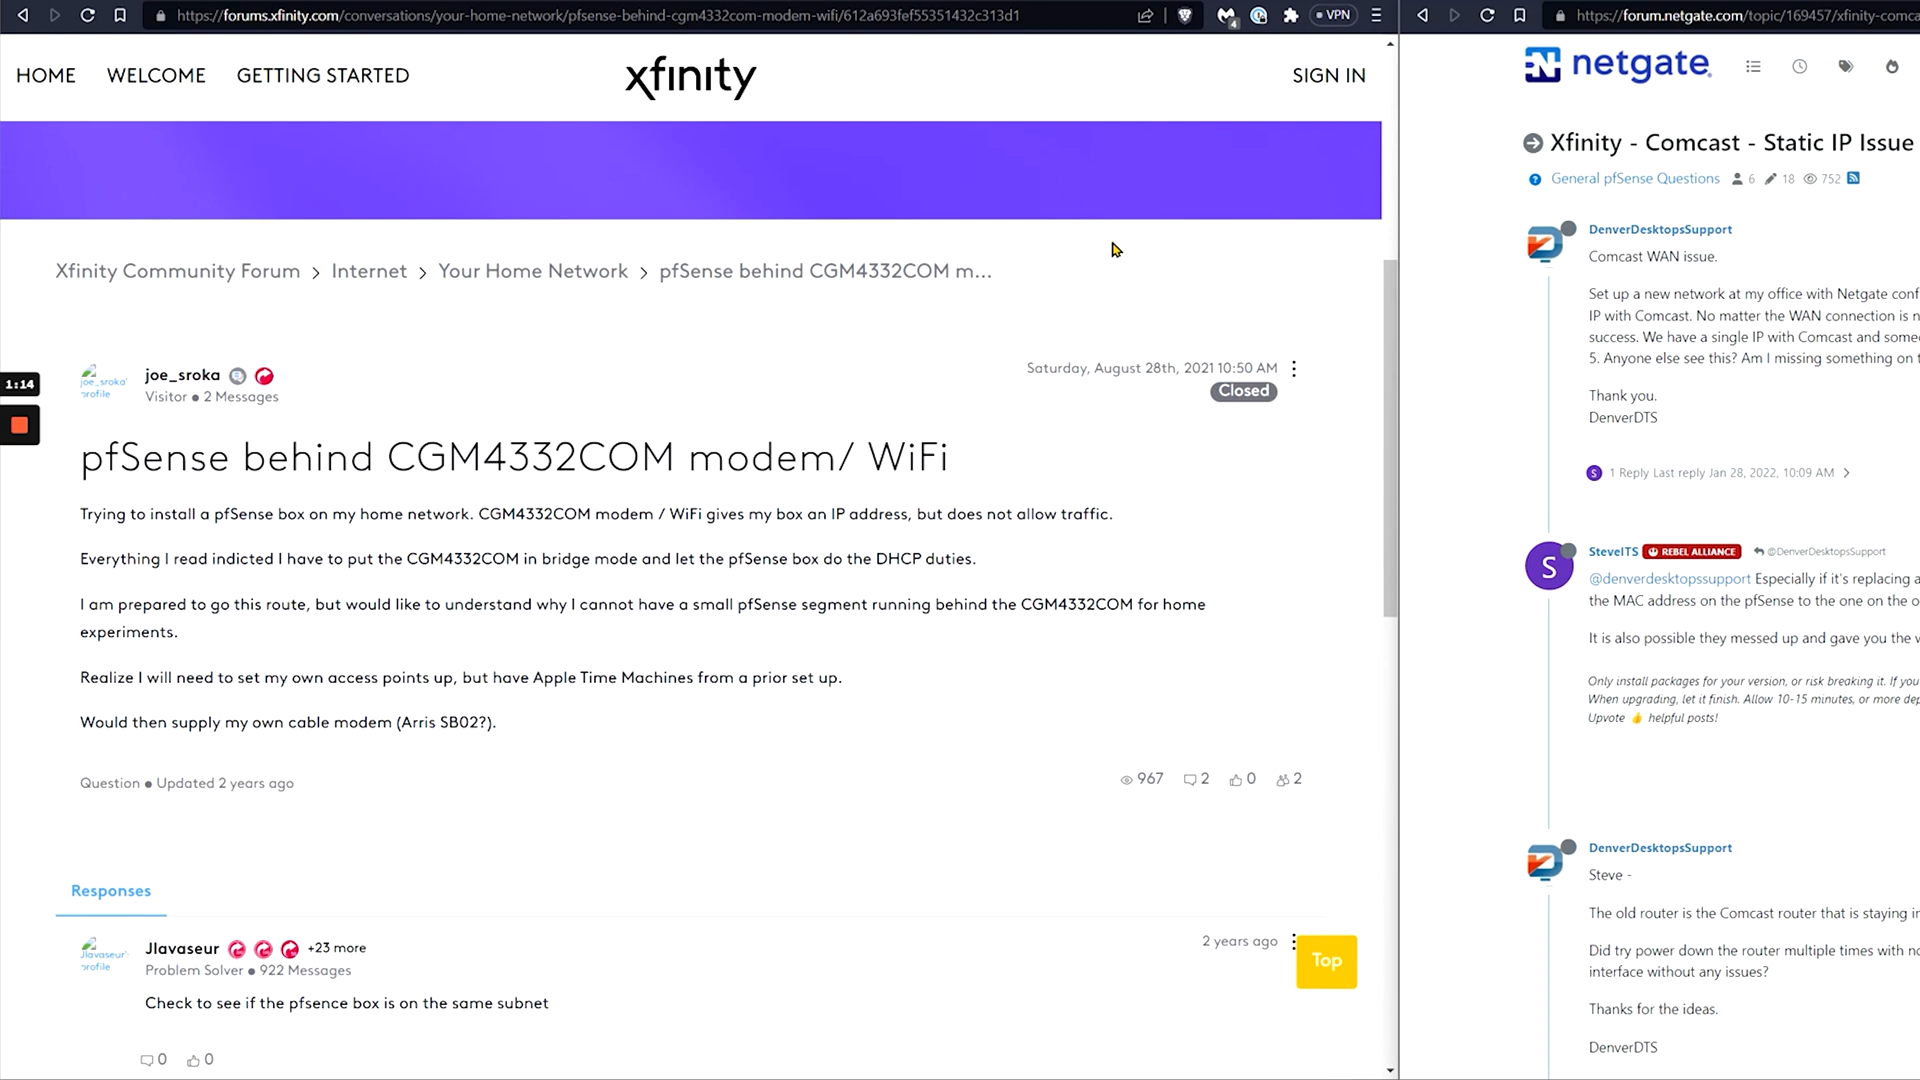 https://forums.xfinity.com/conversations/your-home-network/pfsense-behind-cgm4332com-modem-wifi/612a693fef55351432c313d1
4
VPN
HOME
WELCOME
GETTING STARTED
xfinity
SIGN IN
Xfinity Community Forum > Internet > Your Home Network > pfSense behind CGM4332COM m...
1:14
joe_sroka' profile
joe_sroka
Visitor ● 2 Messages
Saturday, August 28th, 2021 10:50 AM
Closed
pfSense behind CGM4332COM modem/ WiFi
Trying to install a pfSense box on my home network. CGM4332COM modem / WiFi gives my box an IP address, but does not allow traffic.
Everything I read indicted I have to put the CGM4332COM in bridge mode and let the pfSense box do the DHCP duties.
I am prepared to go this route, but would like to understand why I cannot have a small pfSense segment running behind the CGM4332COM for home
experiments.
Realize I will need to set my own access points up, but have Apple Time Machines from a prior set up.
Would then supply my own cable modem (Arris SB02?).
Question ● Updated 2 years ago
967 2 0 2
Responses
Jlavaseur' profile
Jlavaseur +23 more
Problem Solver ● 922 Messages
2 years ago
Top
Check to see if the pfsence box is on the same subnet
0 0
https://forum.netgate.com/topic/169457/xfinity-comca
N netgate
Xfinity - Comcast - Static IP Issue
General pfSense Questions 6 18 752
DenverDesktopsSupport
Comcast WAN issue.
Set up a new network at my office with Netgate conf
IP with Comcast. No matter the WAN connection is n
success. We have a single IP with Comcast and some
5. Anyone else see this? Am I missing something on t
Thank you.
DenverDTS
S 1 Reply Last reply Jan 28, 2022, 10:09 AM >
S
SteveITS REBEL ALLIANCE @DenverDesktopsSupport
@denverdesktopssupport Especially if it's replacing a
the MAC address on the pfSense to the one on the o
It is also possible they messed up and gave you the w
Only install packages for your version, or risk breaking it. If you
When upgrading, let it finish. Allow 10-15 minutes, or more dep
Upvote 👍 helpful posts!
DenverDesktopsSupport
Steve -
The old router is the Comcast router that is staying in
Did try power down the router multiple times with no
interface without any issues?
Thanks for the ideas.
DenverDTS